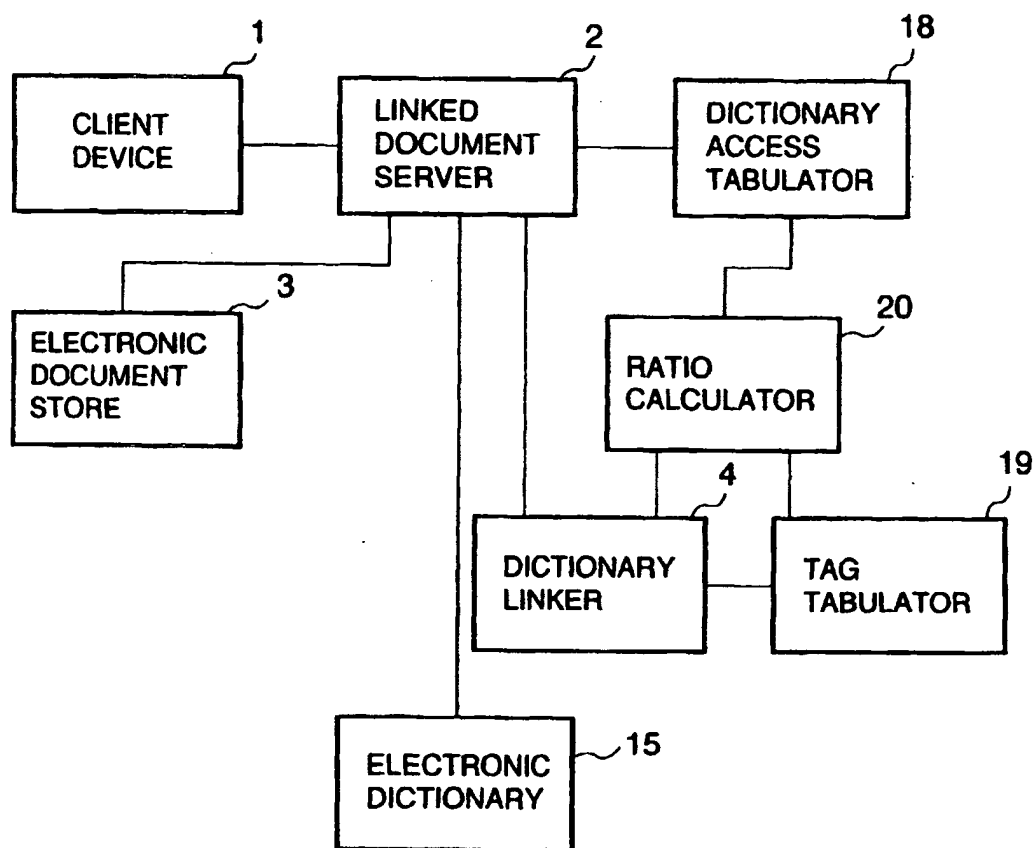 1
CLIENT
DEVICE
2
LINKED
DOCUMENT
SERVER
18
DICTIONARY
ACCESS
TABULATOR
3
ELECTRONIC
DOCUMENT
STORE
20
RATIO
CALCULATOR
4
DICTIONARY
LINKER
19
TAG
TABULATOR
15
ELECTRONIC
DICTIONARY